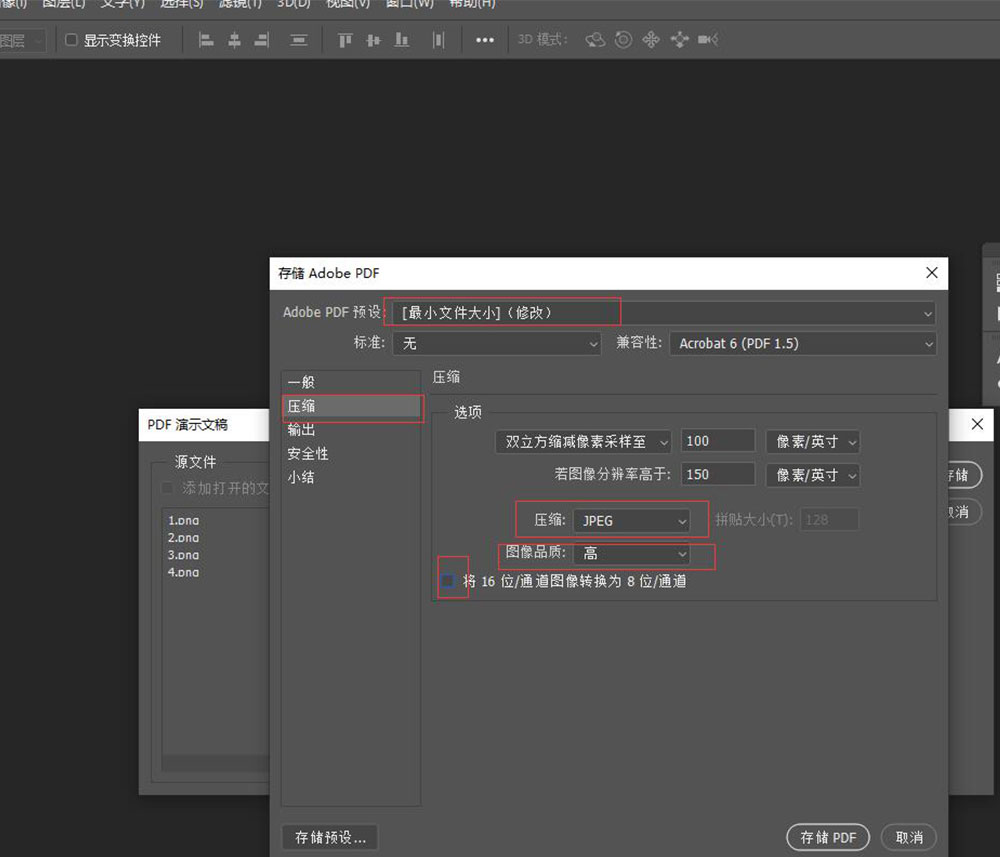 图层(L) 文字(Y) 选择(S) 滤镜(T) 3D(D) 视图(V) 窗口(W) 帮助(H)
图层 显示变换控件 3D 模式:
存储 Adobe PDF
Adobe PDF 预设: [最小文件大小] (修改)
标准: 无 兼容性: Acrobat 6 (PDF 1.5)
一般 压缩
压缩 选项
输出 双立方缩减像素采样至 100 像素/英寸
安全性 若图像分辨率高于: 150 像素/英寸
小结
压缩: JPEG 拼贴大小(T): 128
图像品质: 高
将 16 位/通道图像转换为 8 位/通道
PDF 演示文稿
源文件
添加打开的文
1.png
2.png
3.png
4.png
存储预设... 存储 PDF 取消